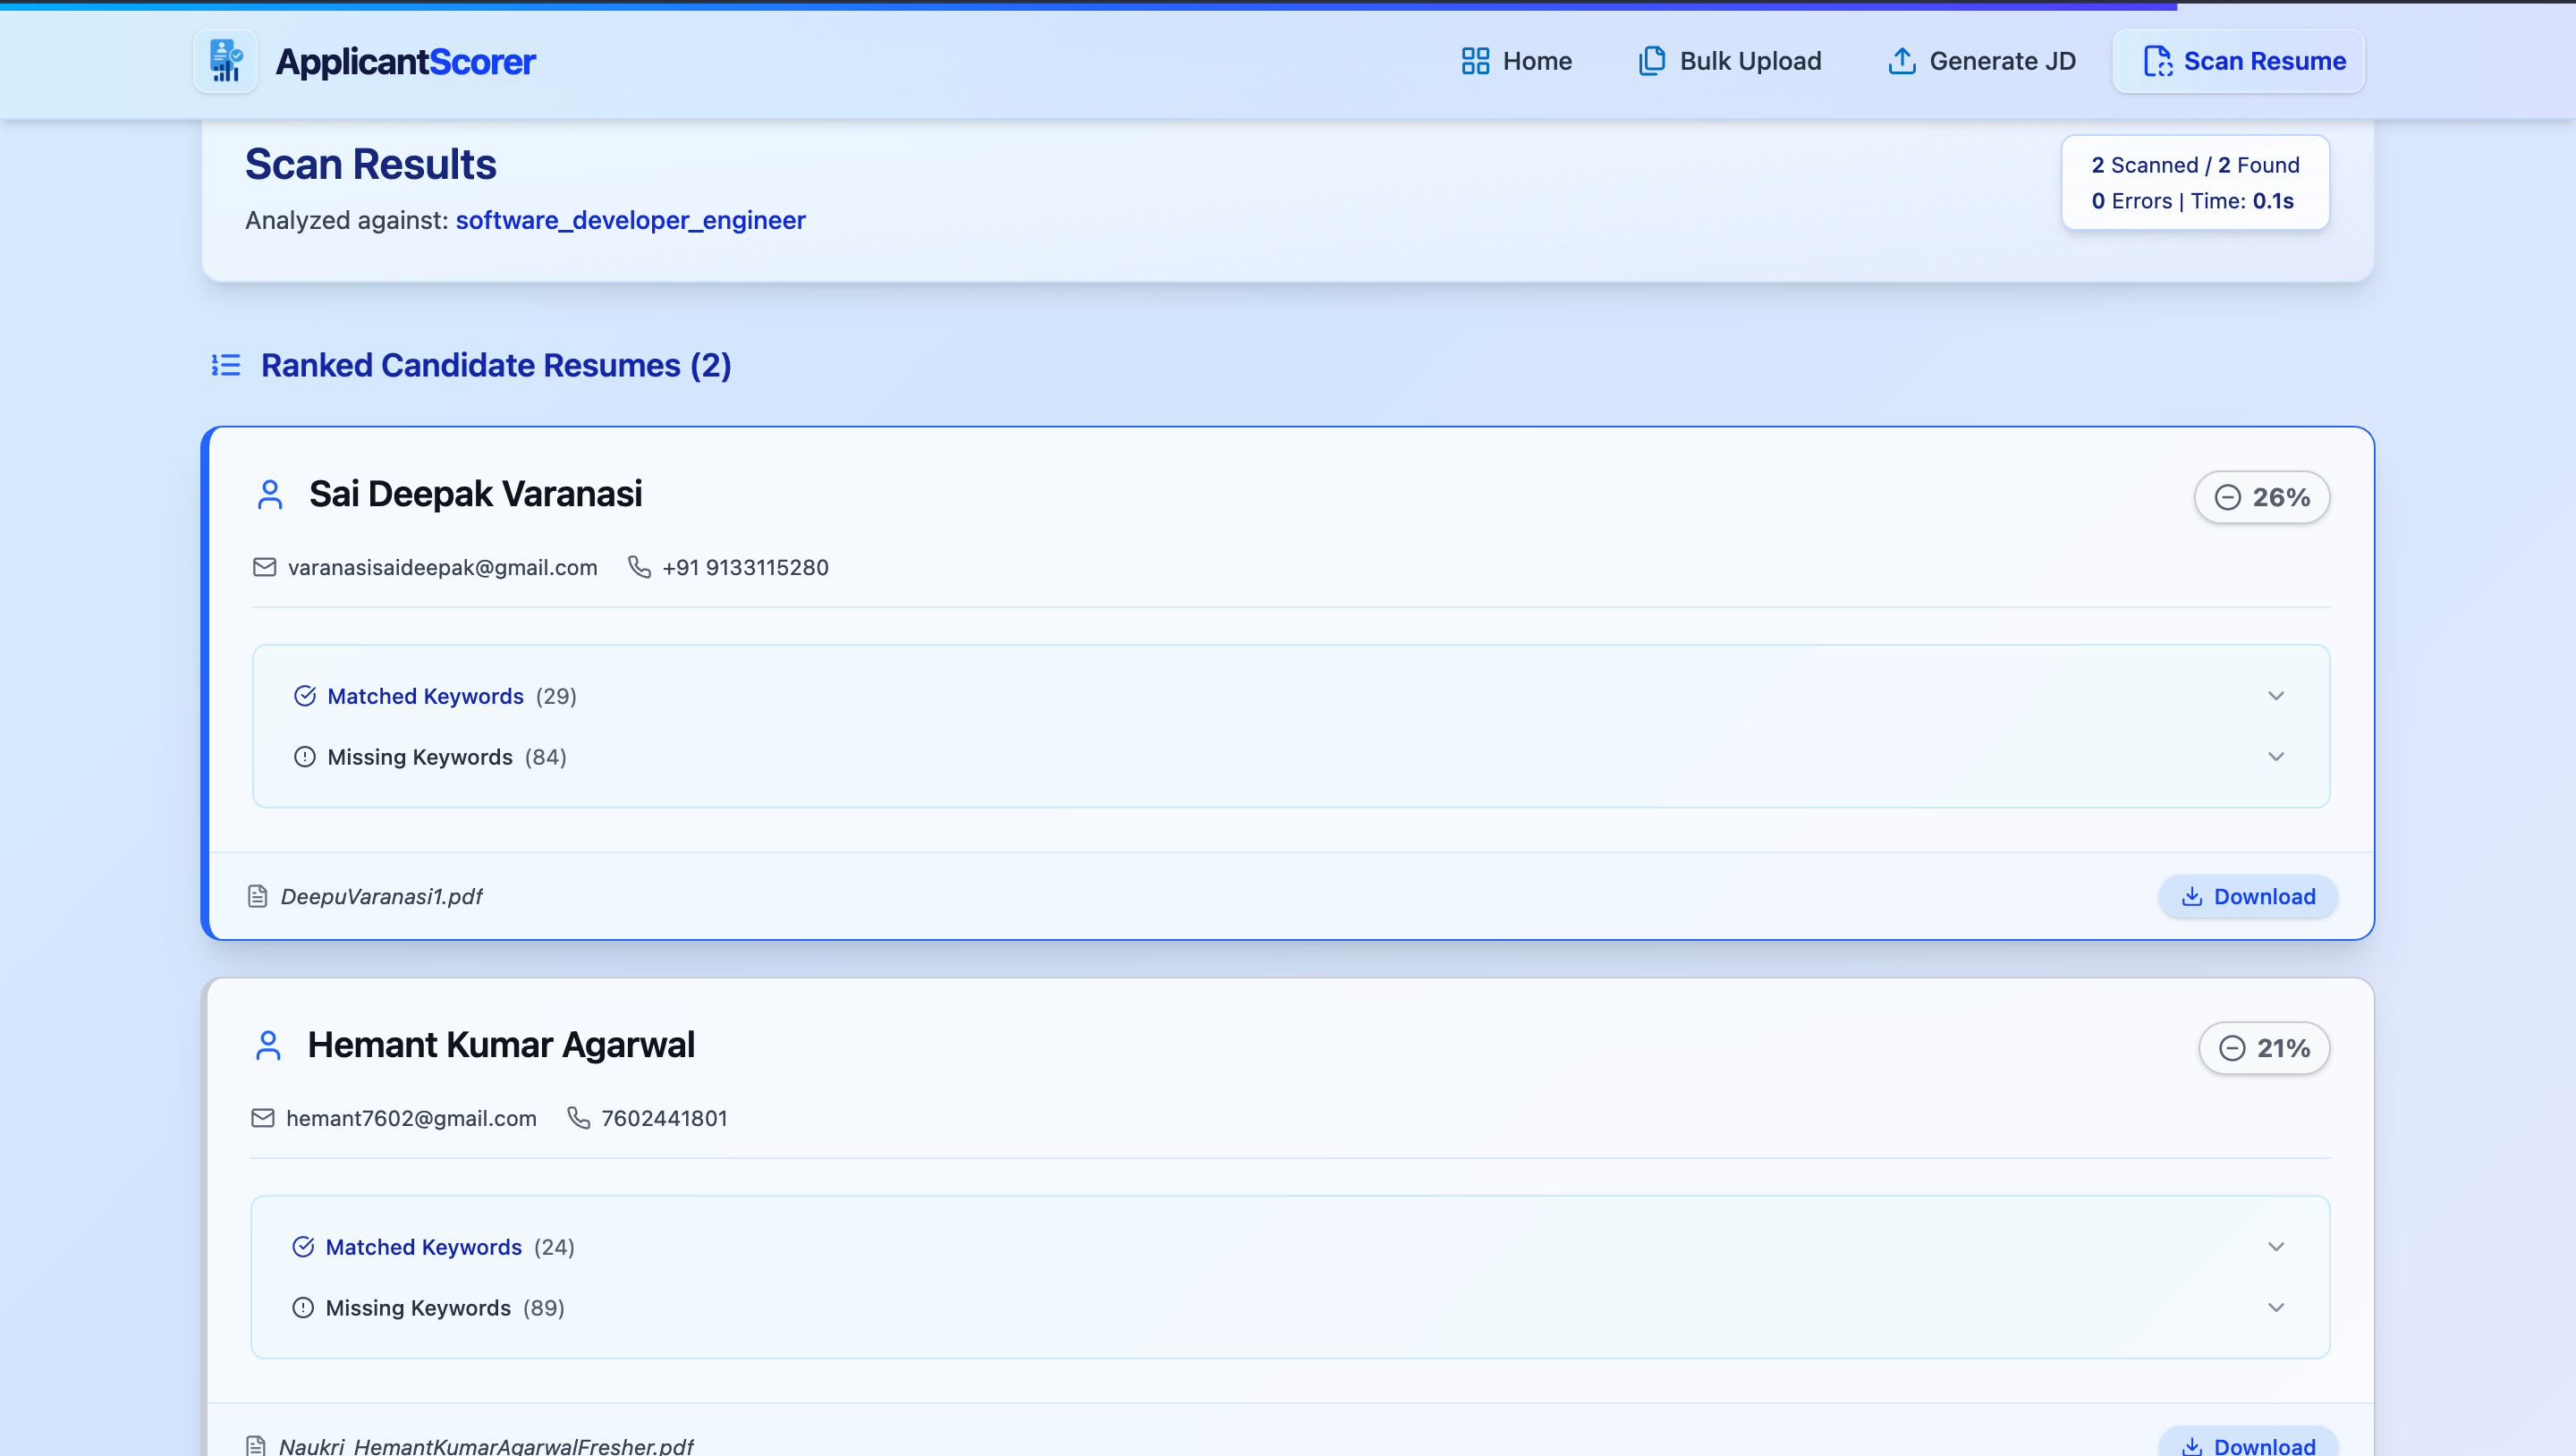 ApplicantScorer
Home
Bulk Upload
Generate JD
Scan Resume
Scan Results
2 Scanned / 2 Found
Analyzed against: software_developer_engineer
0 Errors | Time: 0.1s
Ranked Candidate Resumes (2)
Sai Deepak Varanasi
26%
varanasisaideepak@gmail.com
+91 9133115280
Matched Keywords (29)
Missing Keywords (84)
DeepuVaranasi1.pdf
Download
Hemant Kumar Agarwal
21%
hemant7602@gmail.com
7602441801
Matched Keywords (24)
Missing Keywords (89)
Naukri_HemantKumarAgarwalFresher.pdf
Download